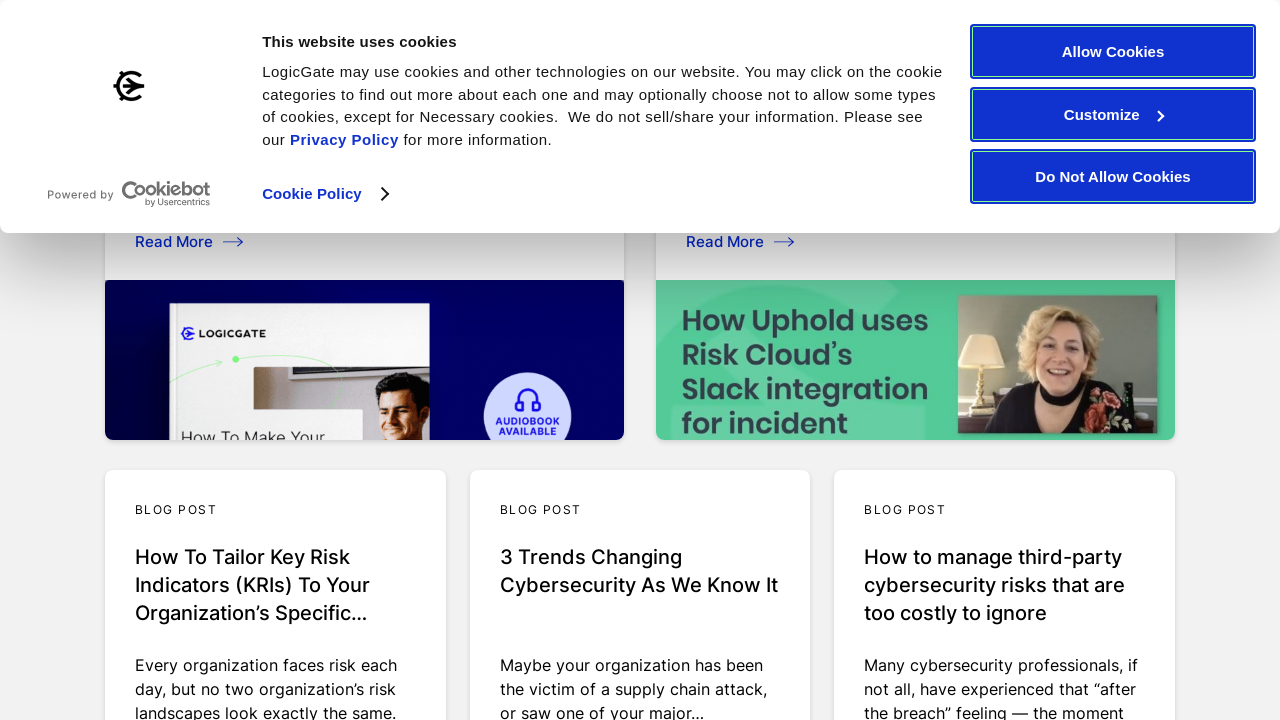 This website uses cookies
LogicGate may use cookies and other technologies on our website. You may click on the cookie
categories to find out more about each one and may optionally choose not to allow some types
of cookies, except for Necessary cookies.  We do not sell/share your information. Please see
our Privacy Policy for more information.
Cookie Policy
Powered by Cookiebot
by Usercentrics
Allow Cookies
Customize
Do Not Allow Cookies
Read More
Read More
LOGICGATE
How To Make Your
AUDIOBOOK
AVAILABLE
How Uphold uses
Risk Cloud's
Slack integration
for incident
BLOG POST
How To Tailor Key Risk
Indicators (KRIs) To Your
Organization’s Specific...
Every organization faces risk each
day, but no two organization’s risk
landscapes look exactly the same.
BLOG POST
3 Trends Changing
Cybersecurity As We Know It
Maybe your organization has been
the victim of a supply chain attack,
or saw one of your major...
BLOG POST
How to manage third-party
cybersecurity risks that are
too costly to ignore
Many cybersecurity professionals, if
not all, have experienced that “after
the breach” feeling — the moment